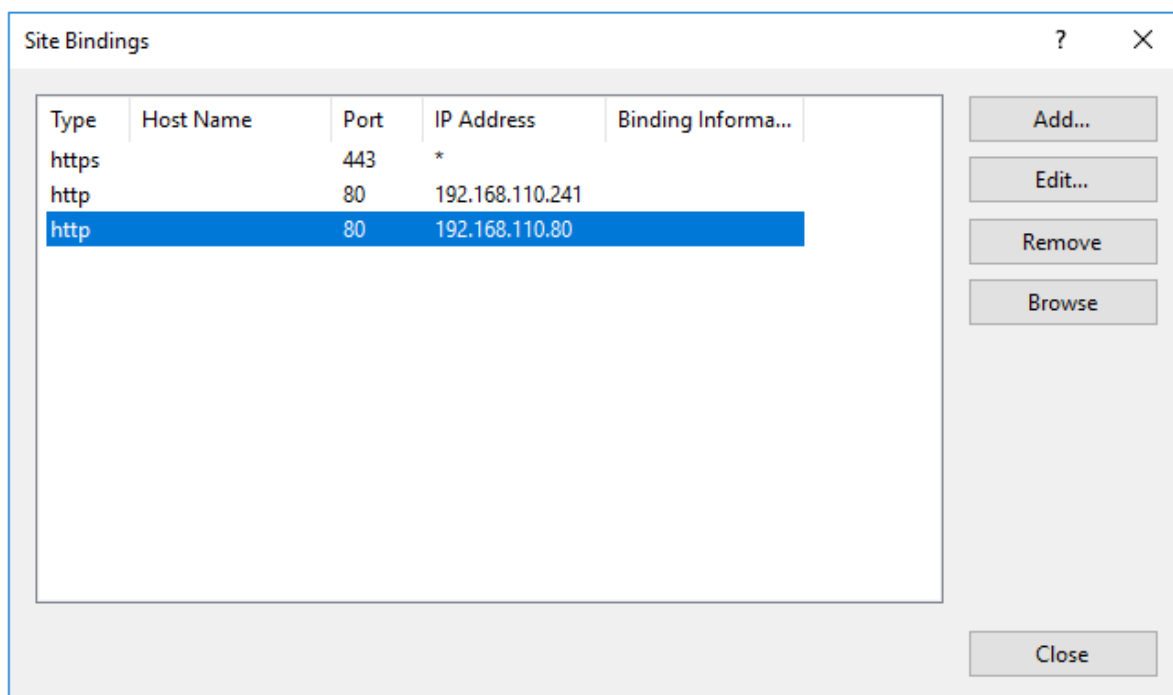 Site Bindings ?
Type Host Name Port IP Address Binding Informa...
https 443 *
http 80 192.168.110.241
http 80 192.168.110.80
Add...
Edit...
Remove
Browse
Close